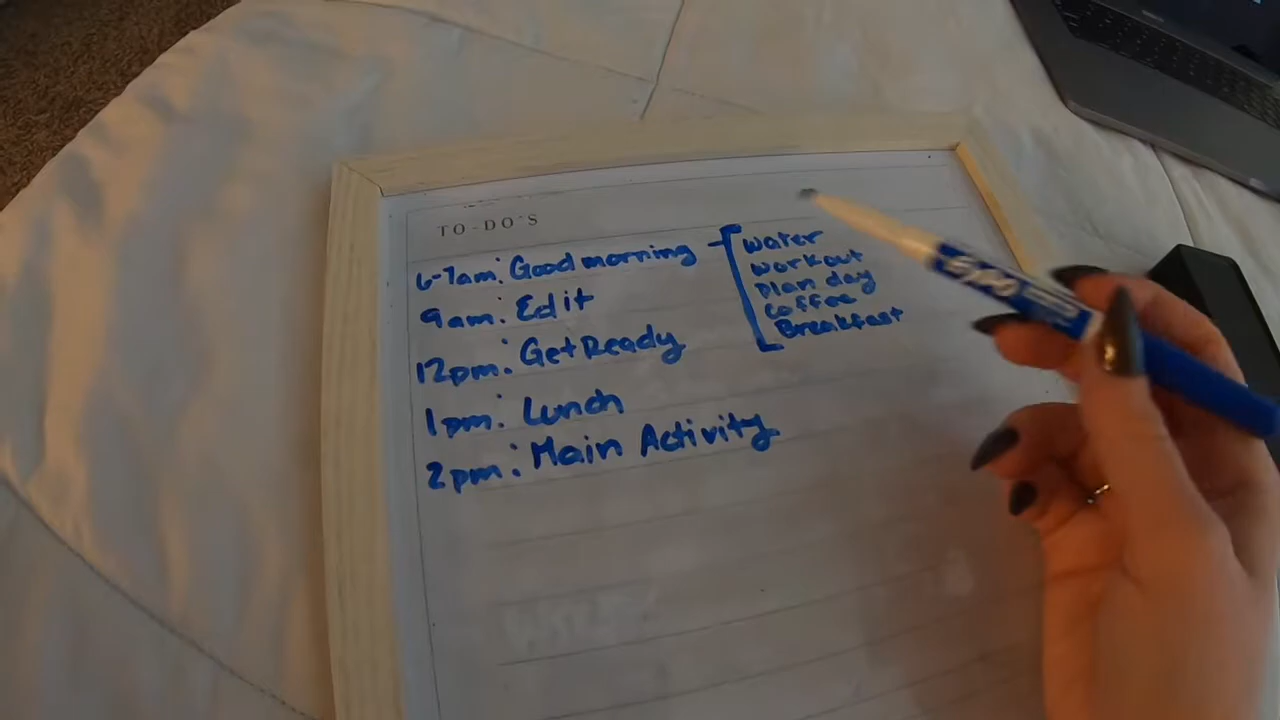 TO-DO'S
6-7am: Good morning
water
workout
plan day
coffee
Breakfast
9am: Edit
12pm: Get Ready
1pm: Lunch
2pm: Main Activity
EXPO